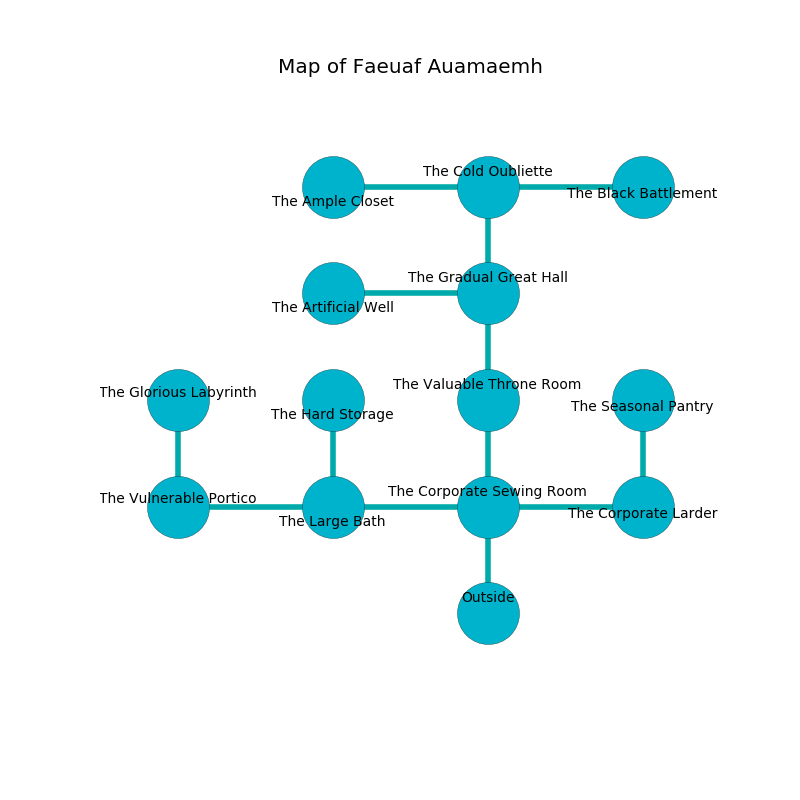 Map of Faeuaf Auamaemh
The Cold Oubliette
The Ample Closet
The Black Battlement
The Gradual Great Hall
The Artificial Well
The Valuable Throne Room
The Glorious Labyrinth
The Hard Storage
The Seasonal Pantry
The Corporate Sewing Room
The Vulnerable Portico
The Large Bath
The Corporate Larder
Outside